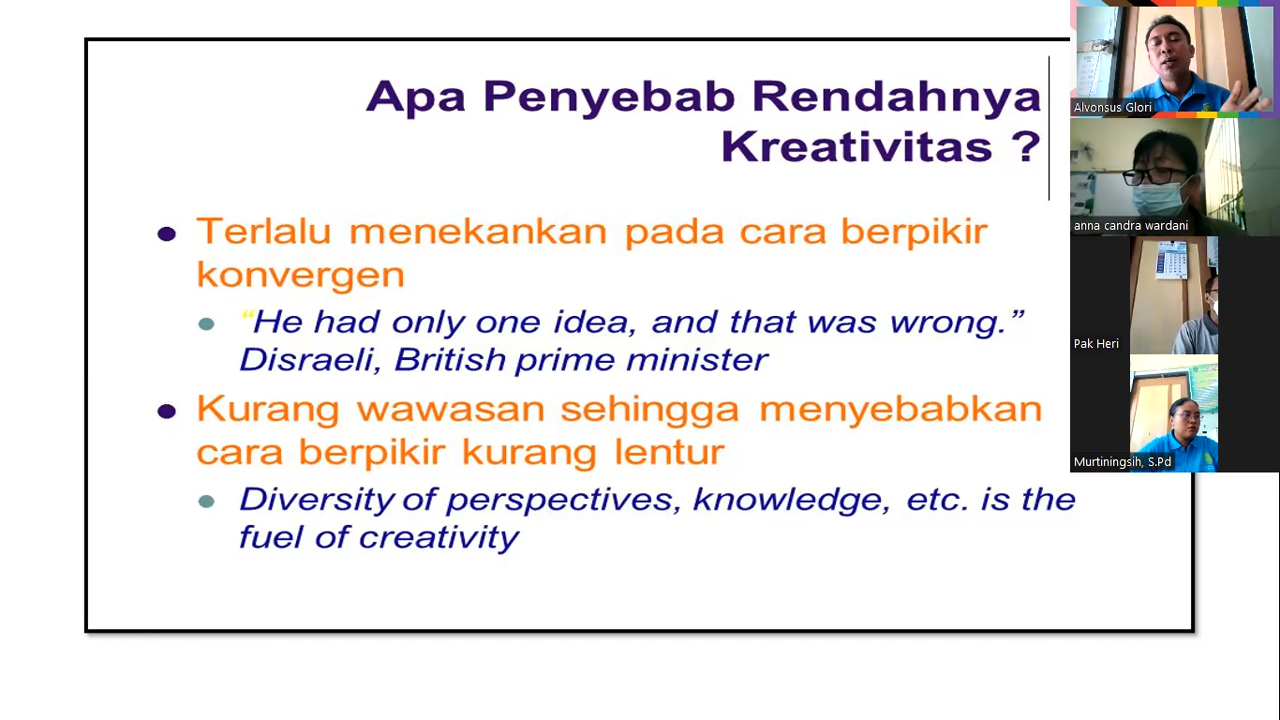 Apa Penyebab Rendahnya
Kreativitas ?
Terlalu menekankan pada cara berpikir
konvergen
“He had only one idea, and that was wrong.”
Disraeli, British prime minister
Kurang wawasan sehingga menyebabkan
cara berpikir kurang lentur
Diversity of perspectives, knowledge, etc. is the
fuel of creativity
Alvonsus Glori
anna candra wardani
Pak Heri
Murtiningsih, S.Pd